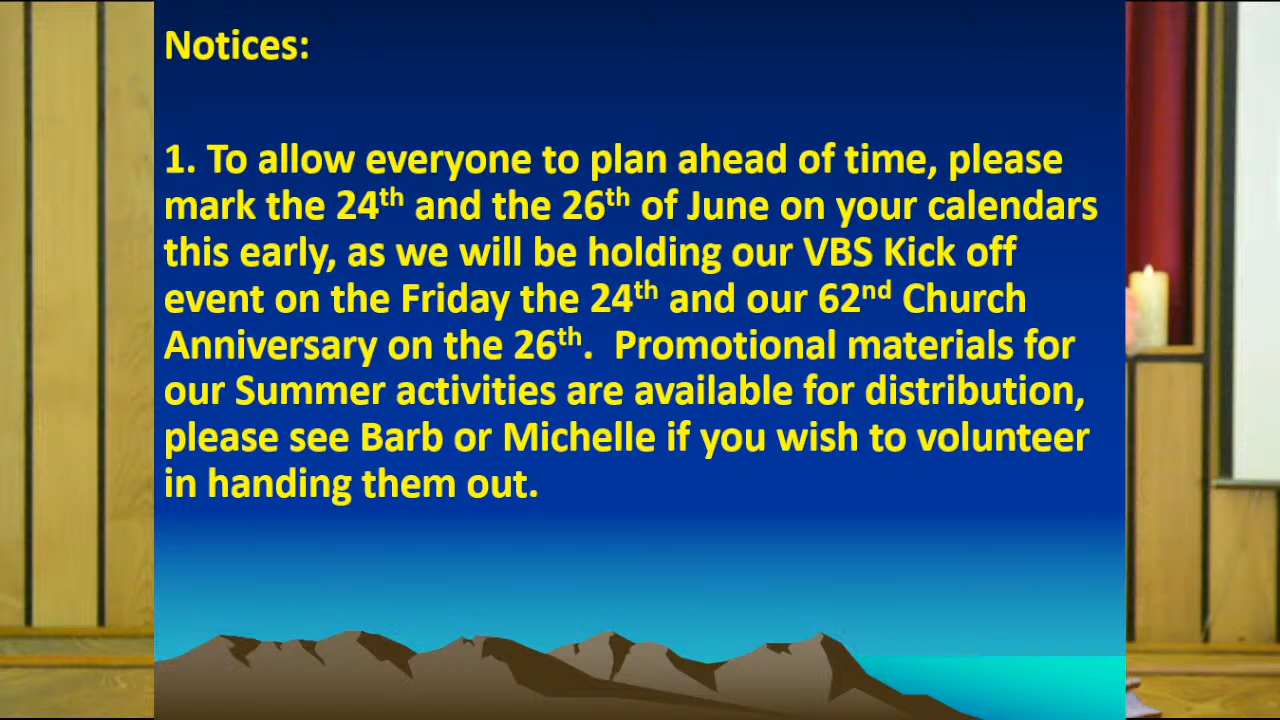 Notices:
1. To allow everyone to plan ahead of time, please
mark the 24th and the 26th of June on your calendars
this early, as we will be holding our VBS Kick off
event on the Friday the 24th and our 62nd Church
Anniversary on the 26th.  Promotional materials for
our Summer activities are available for distribution,
please see Barb or Michelle if you wish to volunteer
in handing them out.